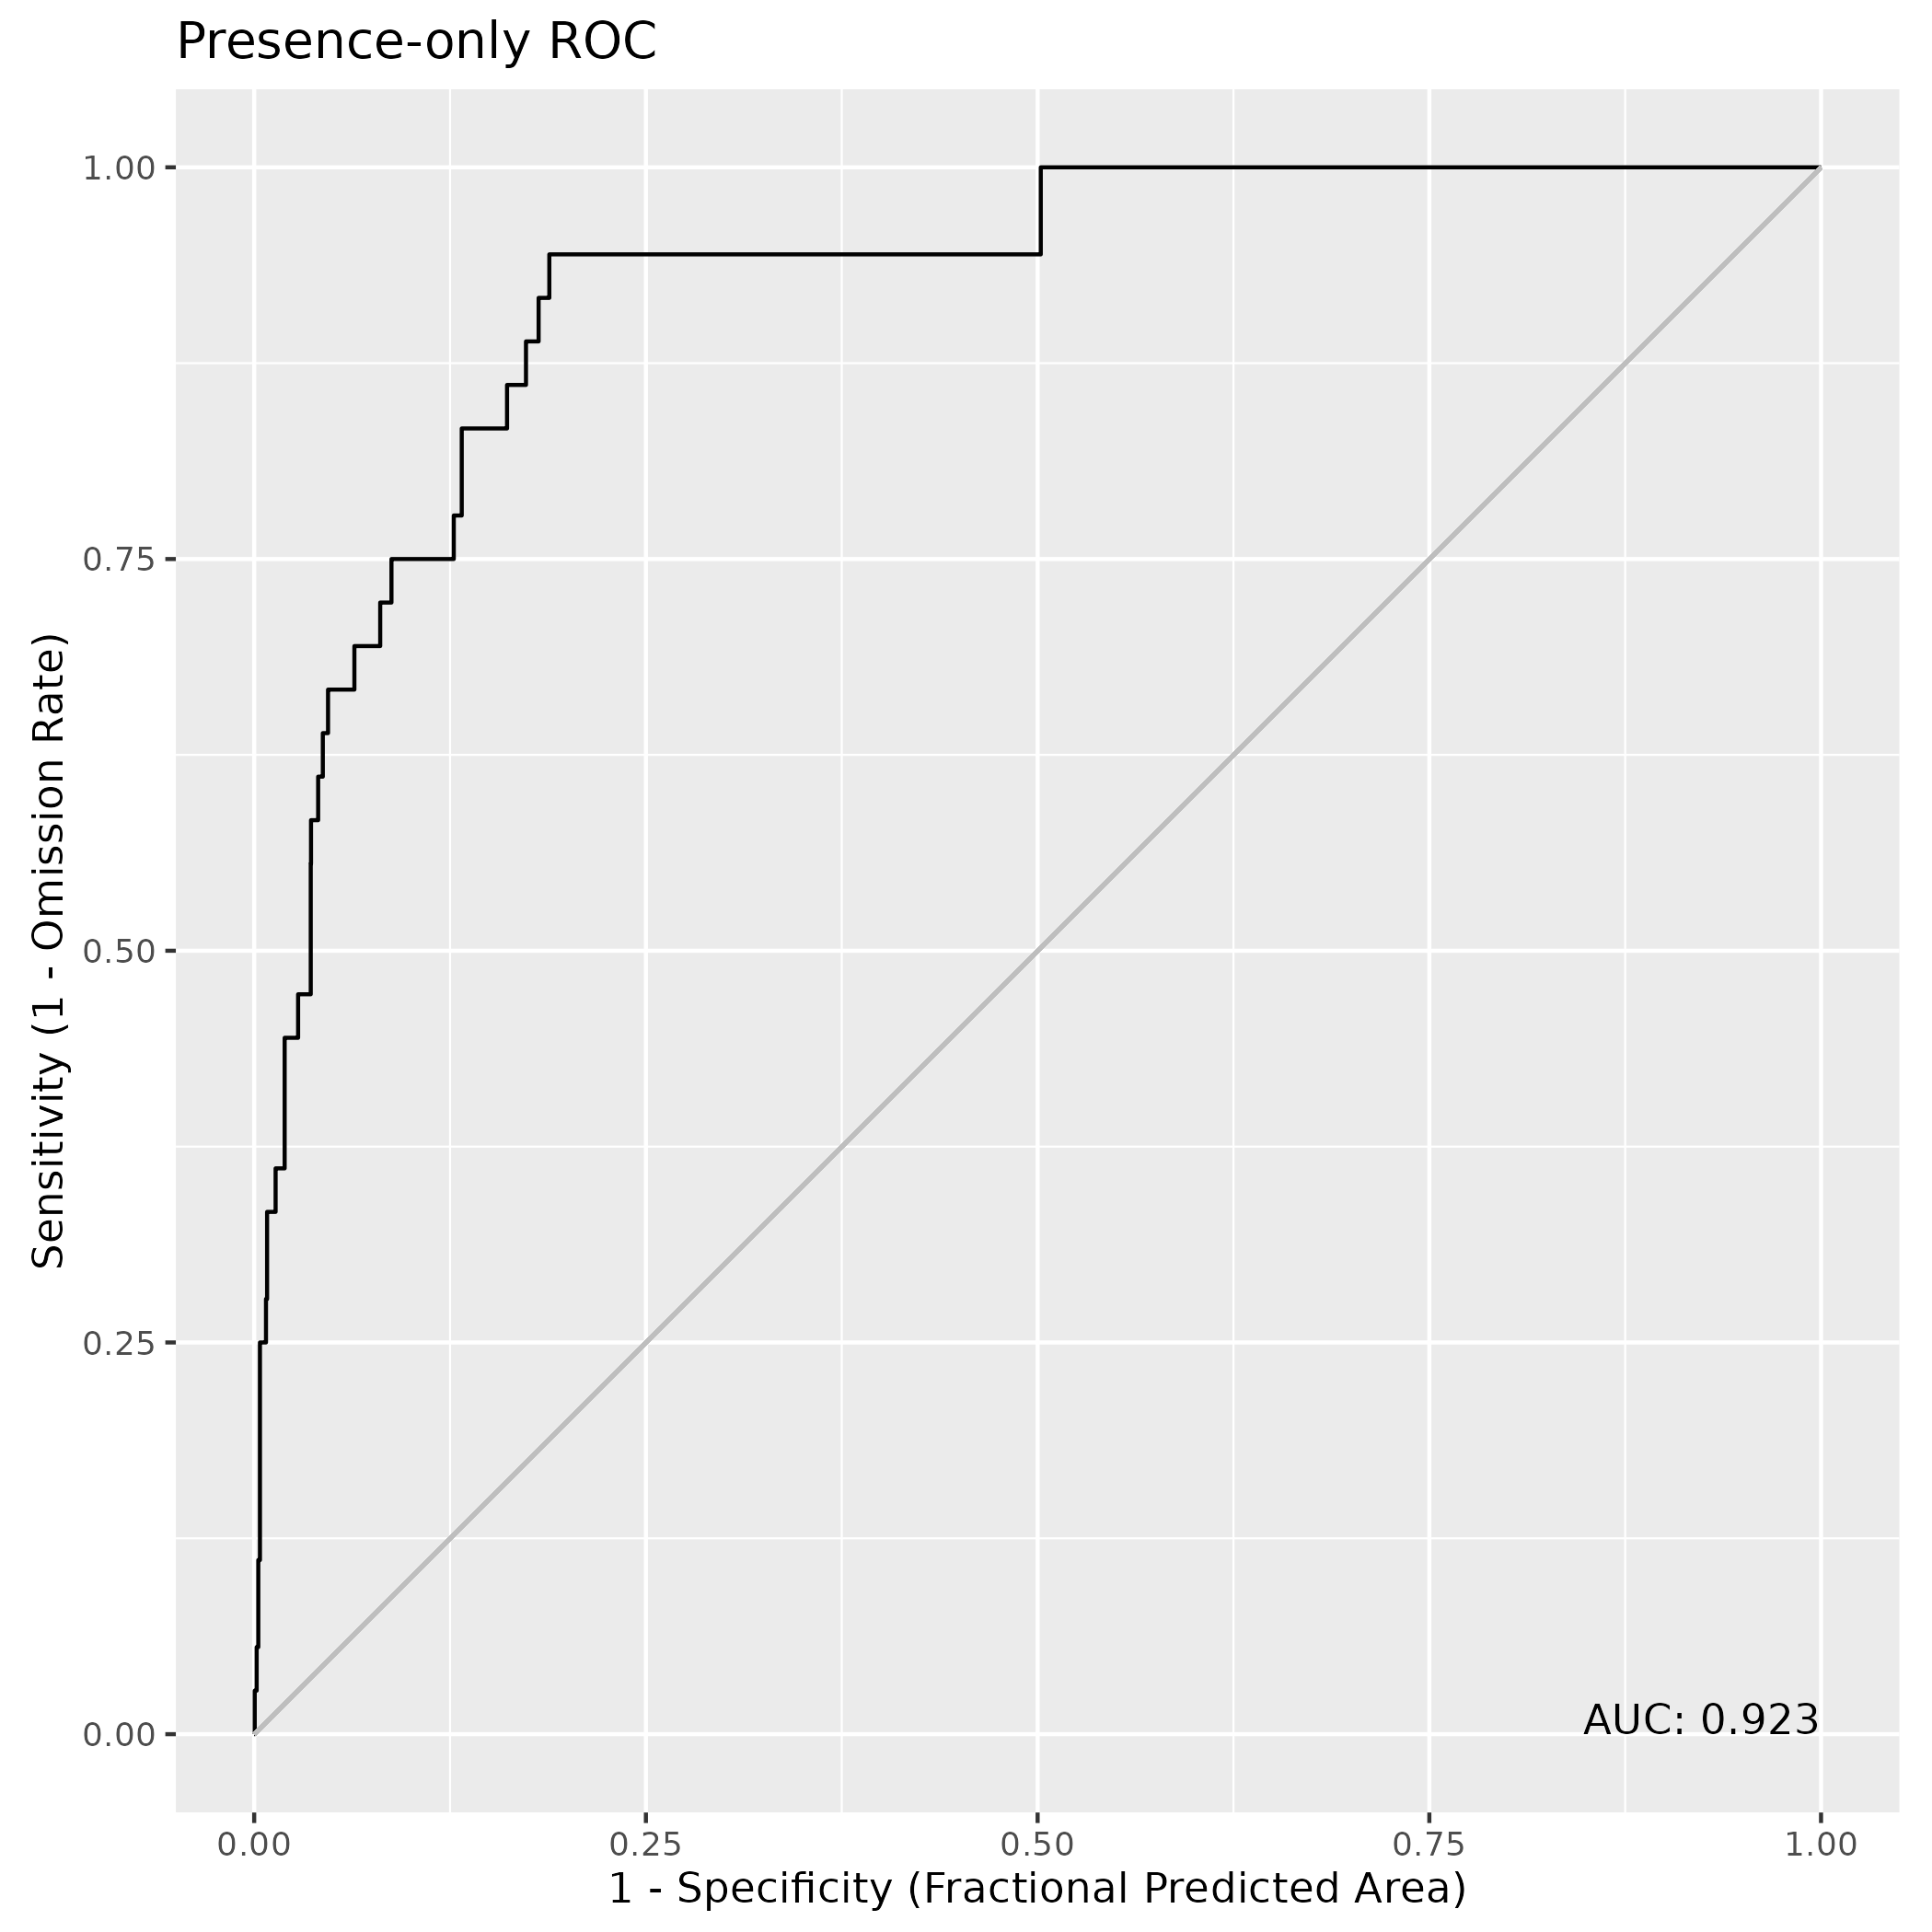 Presence-only ROC
Sensitivity (1 - Omission Rate)
1.00
0.75
0.50
0.25
0.00
AUC: 0.923
0.00 0.25 0.50 0.75 1.00
1 - Specificity (Fractional Predicted Area)